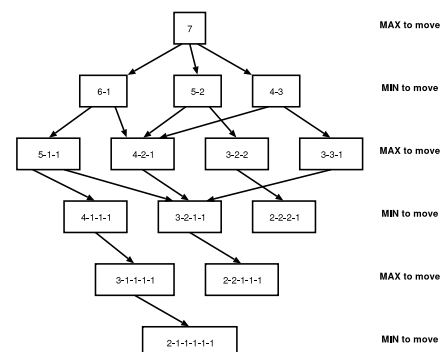 7 MAX to move
6-1 5-2 4-3 MIN to move
5-1-1 4-2-1 3-2-2 3-3-1 MAX to move
4-1-1-1 3-2-1-1 2-2-2-1 MIN to move
3-1-1-1-1 2-2-1-1-1 MAX to move
2-1-1-1-1-1 MIN to move